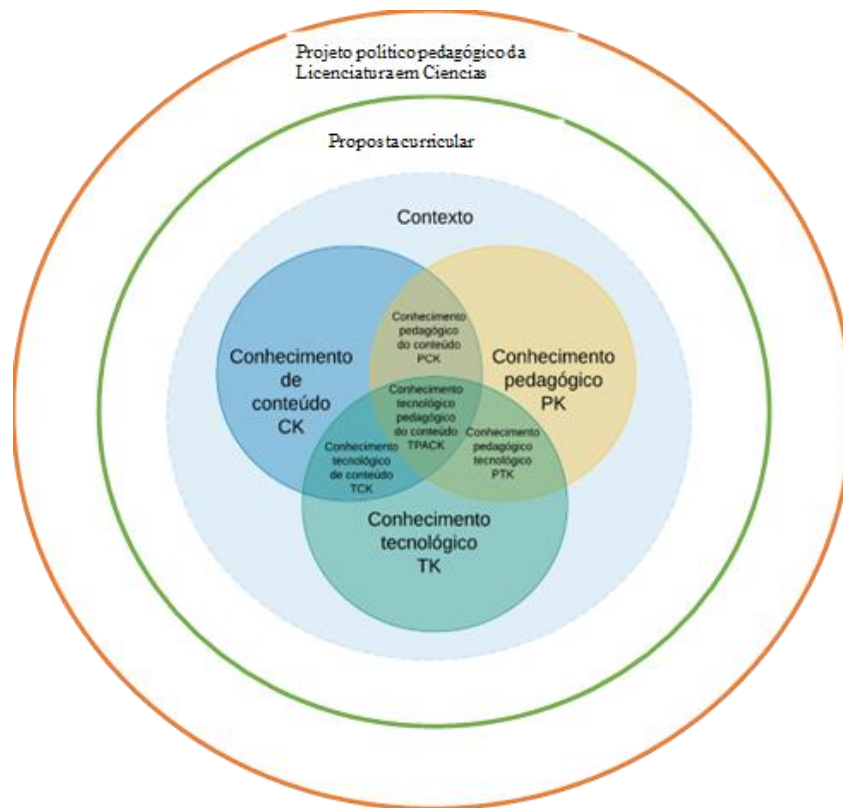 Projeto político pedagógico da
Licenciatura em Ciencias
Proposta curricular
Contexto
Conhecimento
pedagógico
do conteúdo
PCK
Conhecimento
de
conteúdo
CK
Conhecimento
pedagógico
PK
Conhecimento
tecnológico
pedagógico
do conteúdo
TPACK
Conhecimento
tecnológico
de conteúdo
TCK
Conhecimento
pedagógico
tecnológico
PTK
Conhecimento
tecnológico
TK